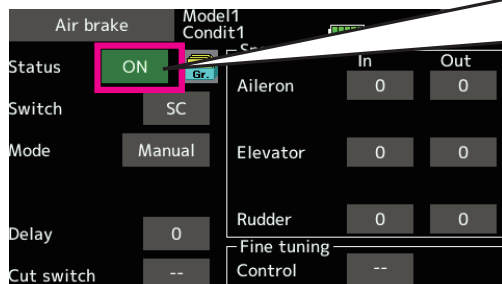 Air brake
Model1
Condit1
Status ON Gr.
In Out
Aileron 0 0
Switch SC
Mode Manual
Elevator 0 0
Rudder 0 0
Delay 0
Fine tuning
Cut switch --
Control --